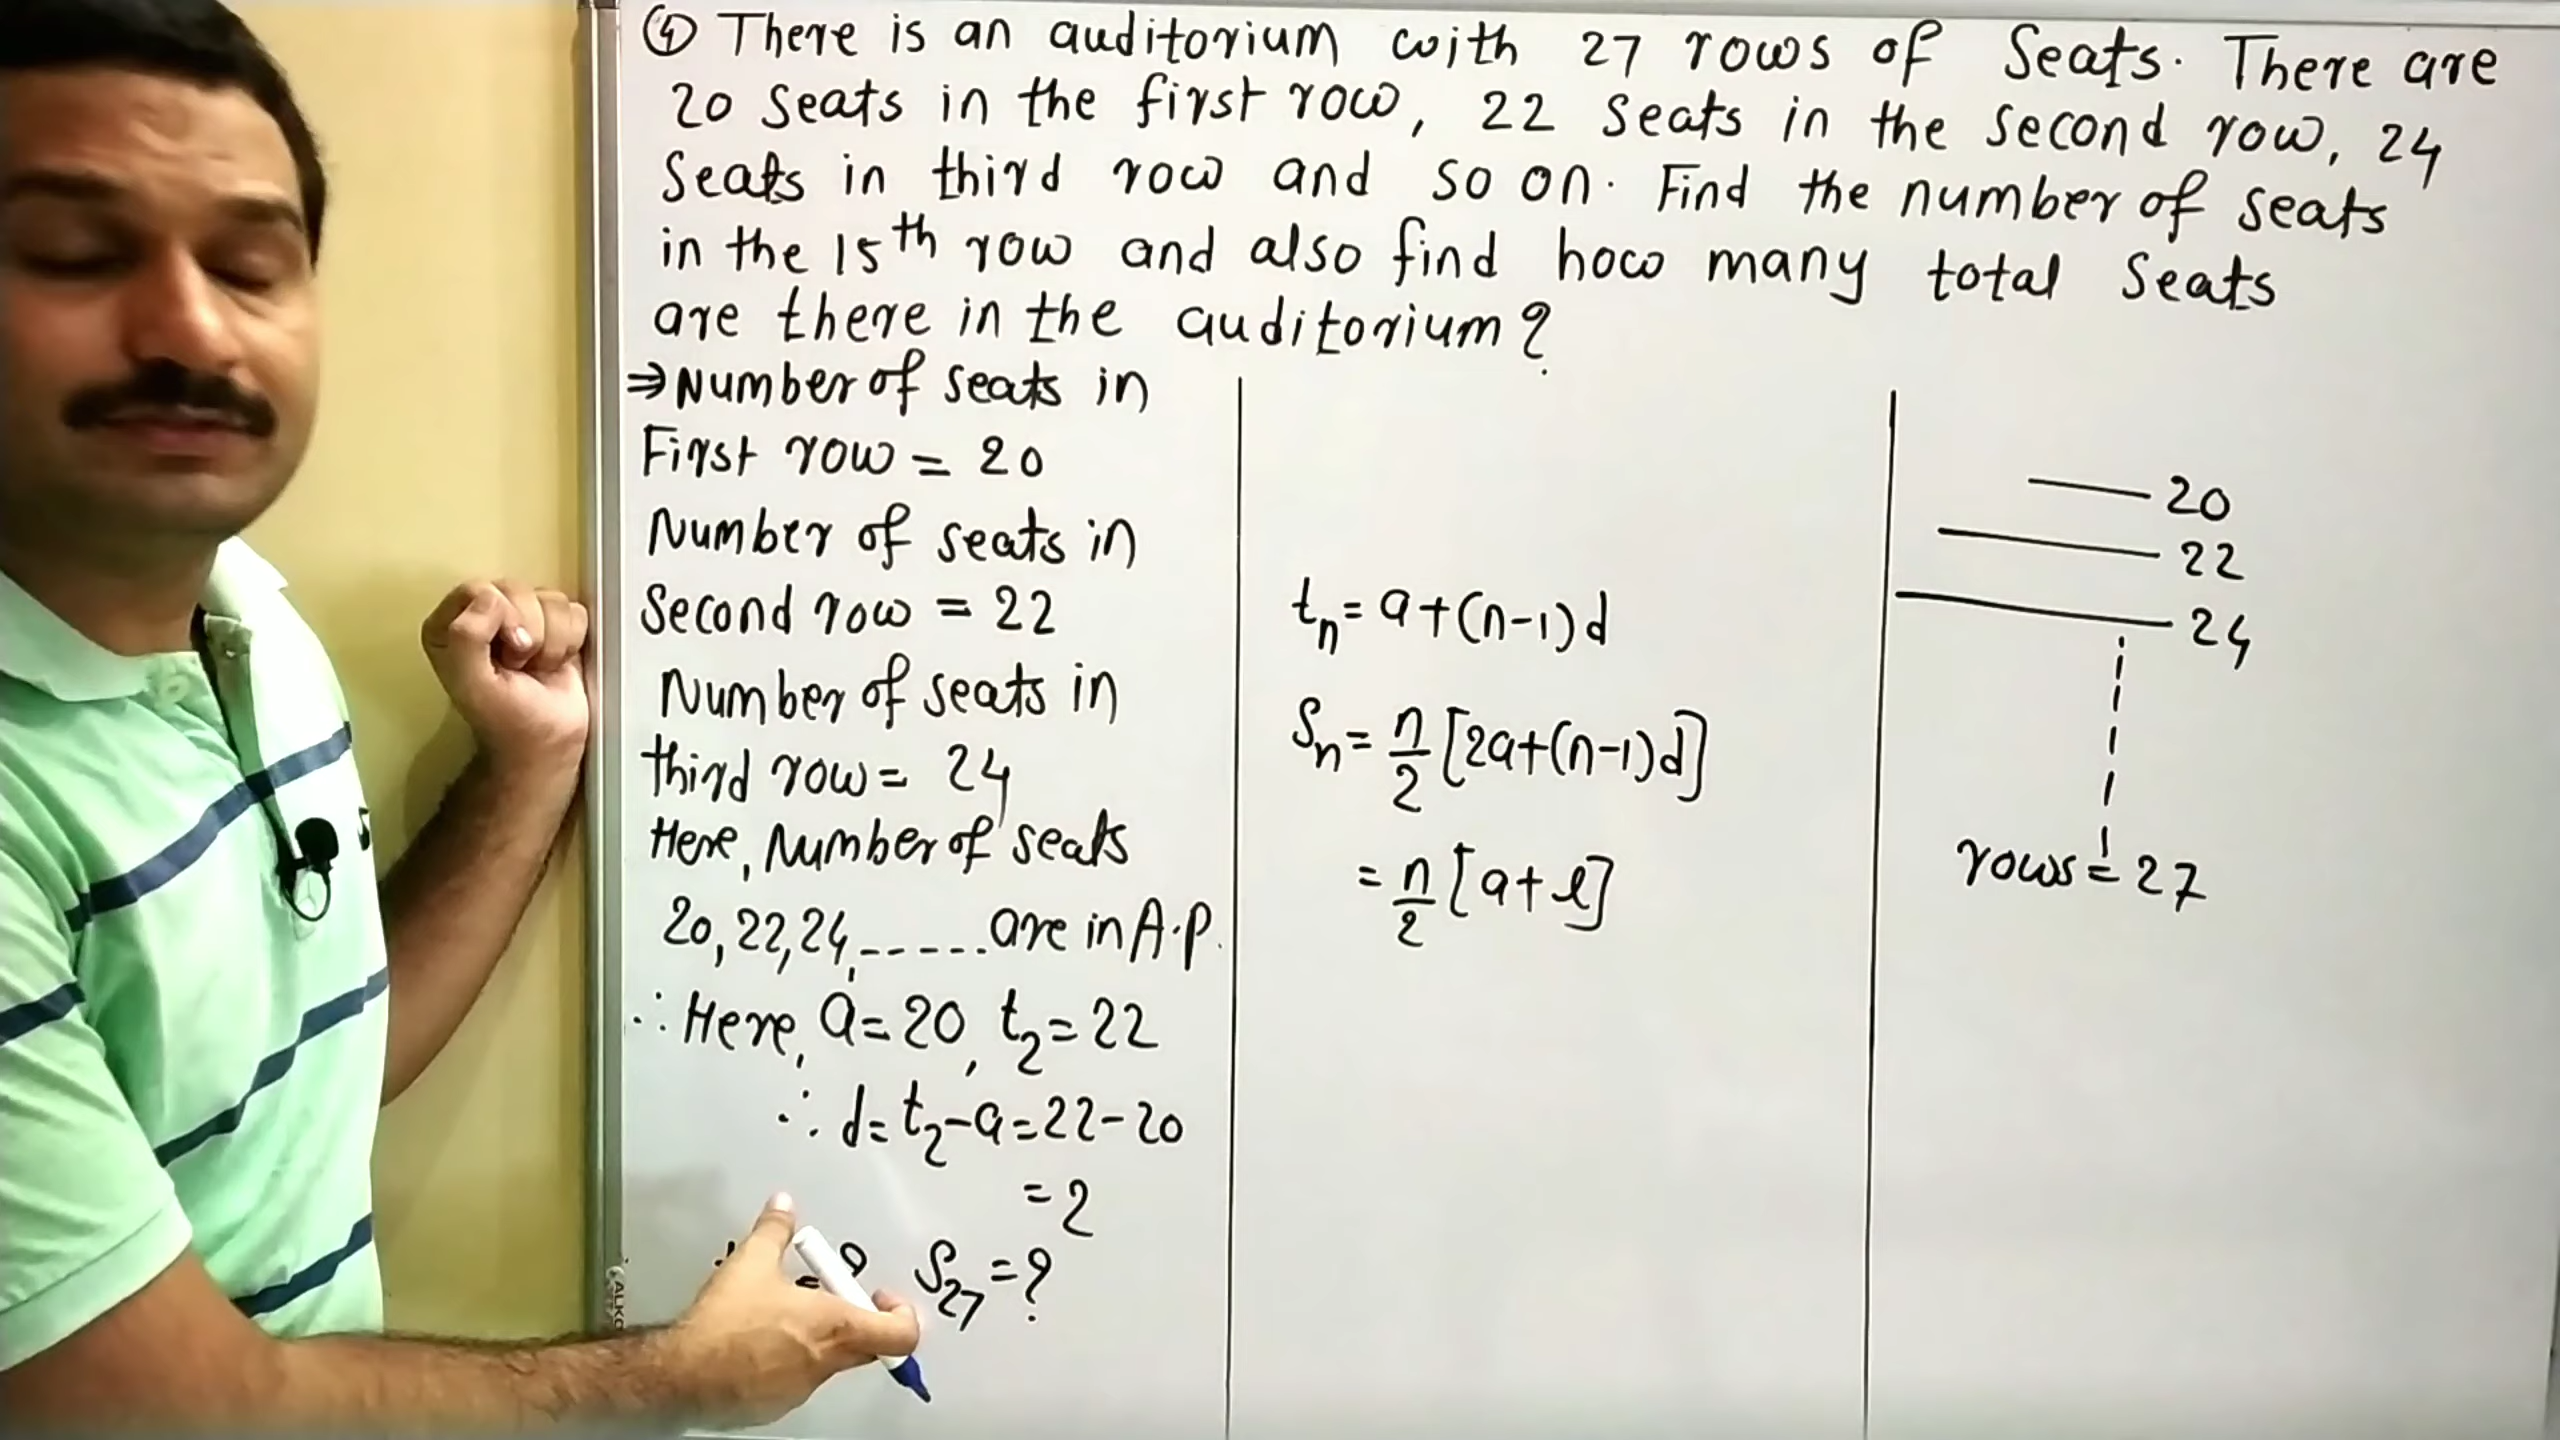 ④ There is an auditorium with 27 rows of Seats. There are
20 Seats in the first row, 22 Seats in the second row, 24
Seats in third row and so on. Find the number of seats
in the 15th row and also find how many total Seats
are there in the auditorium?
⇒ Number of seats in
First row = 20
Number of seats in
Second row = 22
Number of seats in
third row = 24
Here, Number of seats
20, 22, 24, ------ are in A.P.
∴ Here, a = 20, t₂ = 22
∴ d = t₂ - a = 22 - 20
= 2
= ? S₂₇ = ?
tₙ = a + (n-1)d
Sₙ = n/2 [2a + (n-1)d]
= n/2 [a + l]
20
22
24
rows = 27